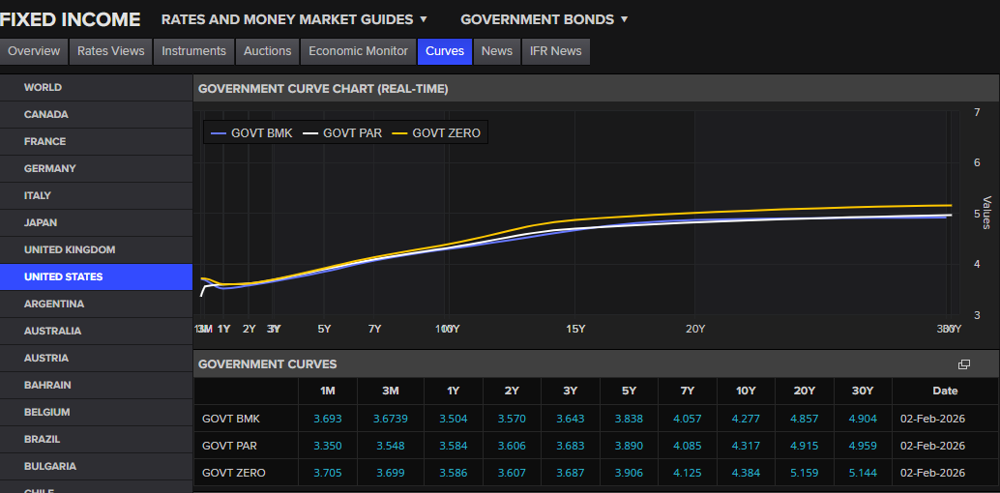 FIXED INCOME RATES AND MONEY MARKET GUIDES ▼ GOVERNMENT BONDS ▼
Overview Rates Views Instruments Auctions Economic Monitor Curves News IFR News
WORLD
CANADA
FRANCE
GERMANY
ITALY
JAPAN
UNITED KINGDOM
UNITED STATES
ARGENTINA
AUSTRALIA
AUSTRIA
BAHRAIN
BELGIUM
BRAZIL
BULGARIA
CHILE
GOVERNMENT CURVE CHART (REAL-TIME)
GOVT BMK GOVT PAR GOVT ZERO
7
6
5
4
3
Values
1Y 2Y 5Y 7Y 15Y 20Y
GOVERNMENT CURVES
1M 3M 1Y 2Y 3Y 5Y 7Y 10Y 20Y 30Y Date
GOVT BMK 3.693 3.6739 3.504 3.570 3.643 3.838 4.057 4.277 4.857 4.904 02-Feb-2026
GOVT PAR 3.350 3.548 3.584 3.606 3.683 3.890 4.085 4.317 4.915 4.959 02-Feb-2026
GOVT ZERO 3.705 3.699 3.586 3.607 3.687 3.906 4.125 4.384 5.159 5.144 02-Feb-2026